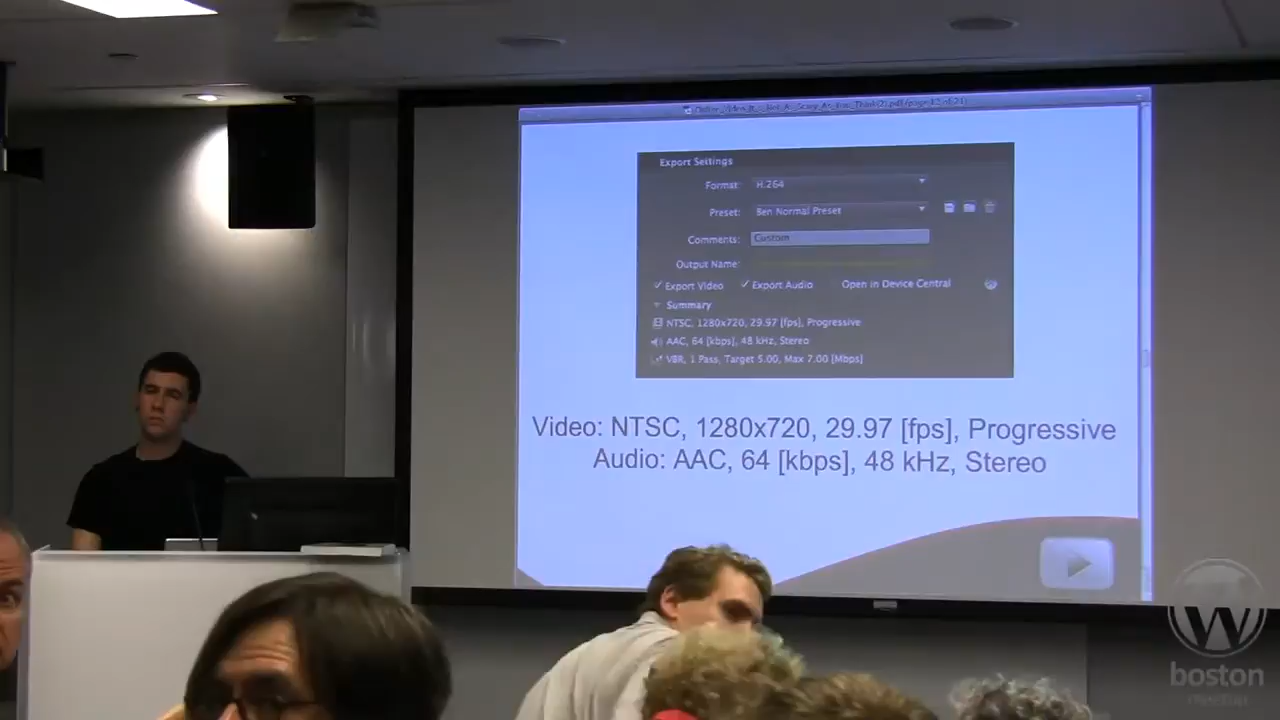 Export Settings
Format: H.264
Preset: Ben Normal Preset
Comments: Custom
Output Name:
✓ Export Video ✓ Export Audio Open in Device Central
Summary
NTSC, 1280x720, 29.97 [fps], Progressive
AAC, 64 [kbps], 48 kHz, Stereo
VBR, 1 Pass, Target 5.00, Max 7.00 [Mbps]
Video: NTSC, 1280x720, 29.97 [fps], Progressive
Audio: AAC, 64 [kbps], 48 kHz, Stereo
W
boston
meetup